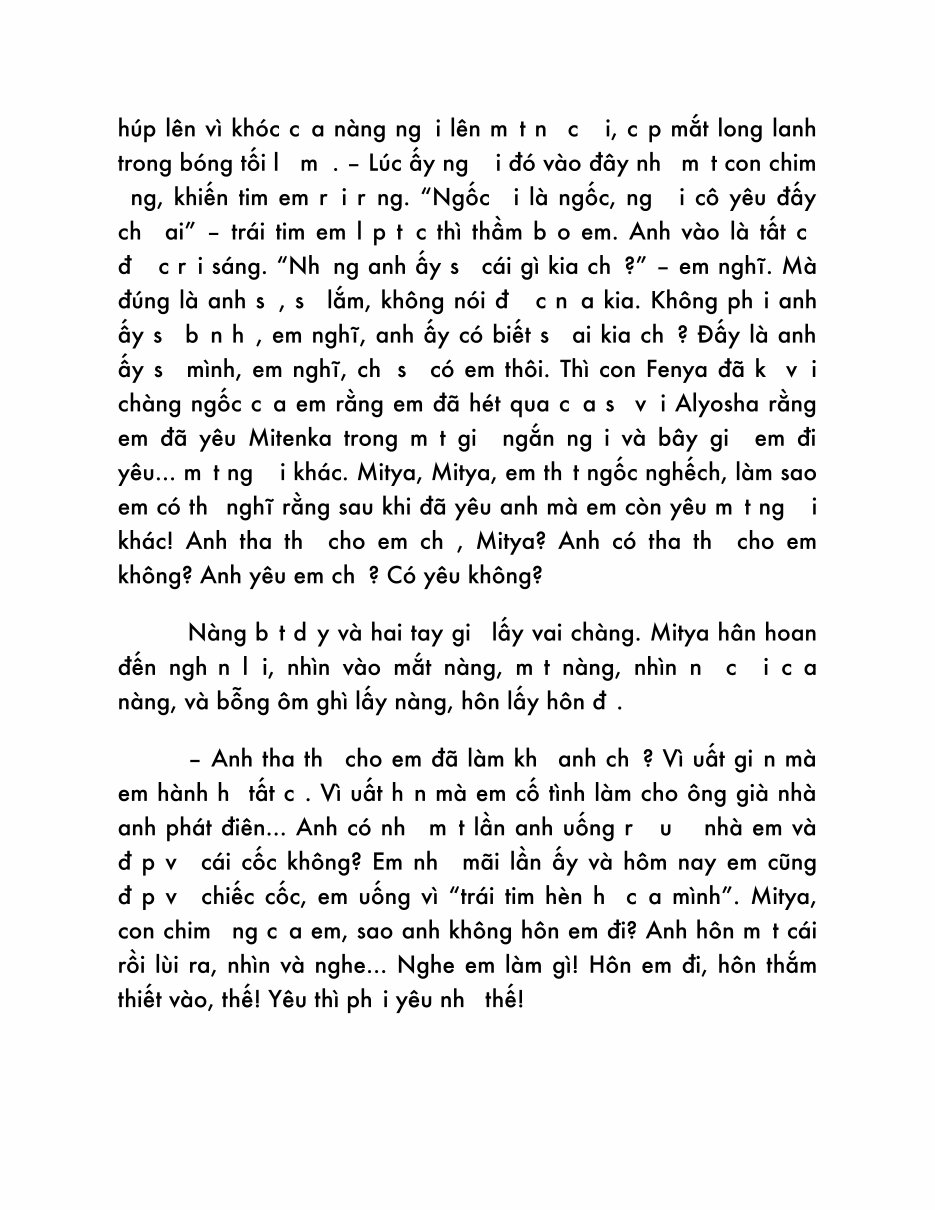 húp lên vì khóc c a nàng ng i lên m t n c i, c p mắt long lanh
trong bóng tối l m . – Lúc ấy ng i đó vào đây nh m t con chim
ng, khiến tim em r i r ng. “Ngốc i là ngốc, ng i cô yêu đấy
ch ai” – trái tim em l p t c thì thầm b o em. Anh vào là tất c
đ c r i sáng. “Nh ng anh ấy s cái gì kia ch ?” – em nghĩ. Mà
đúng là anh s , s lắm, không nói đ c n a kia. Không ph i anh
ấy s b n h , em nghĩ, anh ấy có biết s ai kia ch ? Đấy là anh
ấy s mình, em nghĩ, ch s có em thôi. Thì con Fenya đã k v i
chàng ngốc c a em rằng em đã hét qua c a s v i Alyosha rằng
em đã yêu Mitenka trong m t gi ngắn ng i và bây gi em đi
yêu... m t ng i khác. Mitya, Mitya, em th t ngốc nghếch, làm sao
em có th nghĩ rằng sau khi đã yêu anh mà em còn yêu m t ng i
khác! Anh tha th cho em ch , Mitya? Anh có tha th cho em
không? Anh yêu em ch ? Có yêu không?
Nàng b t d y và hai tay gi lấy vai chàng. Mitya hân hoan
đến ngh n l i, nhìn vào mắt nàng, m t nàng, nhìn n c i c a
nàng, và bỗng ôm ghì lấy nàng, hôn lấy hôn đ .
– Anh tha th cho em đã làm kh anh ch ? Vì uất gi n mà
em hành h tất c . Vì uất h n mà em cố tình làm cho ông già nhà
anh phát điên... Anh có nh m t lần anh uống r u nhà em và
đ p v cái cốc không? Em nh mãi lần ấy và hôm nay em cũng
đ p v chiếc cốc, em uống vì “trái tim hèn h c a mình”. Mitya,
con chim ng c a em, sao anh không hôn em đi? Anh hôn m t cái
rồi lùi ra, nhìn và nghe... Nghe em làm gì! Hôn em đi, hôn thắm
thiết vào, thế! Yêu thì ph i yêu nh thế!